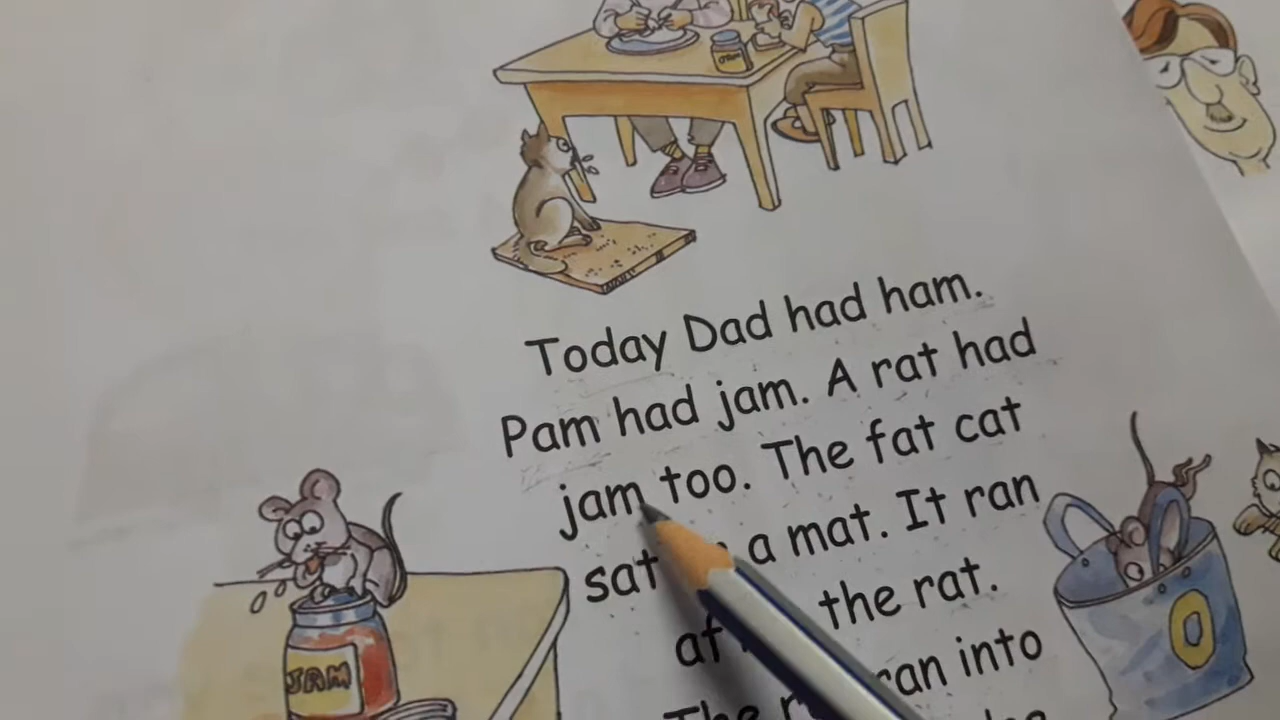 Today Dad had ham.
Pam had jam. A rat had
jam too. The fat cat
sat a mat. It ran
the rat.
The ran into
JAM